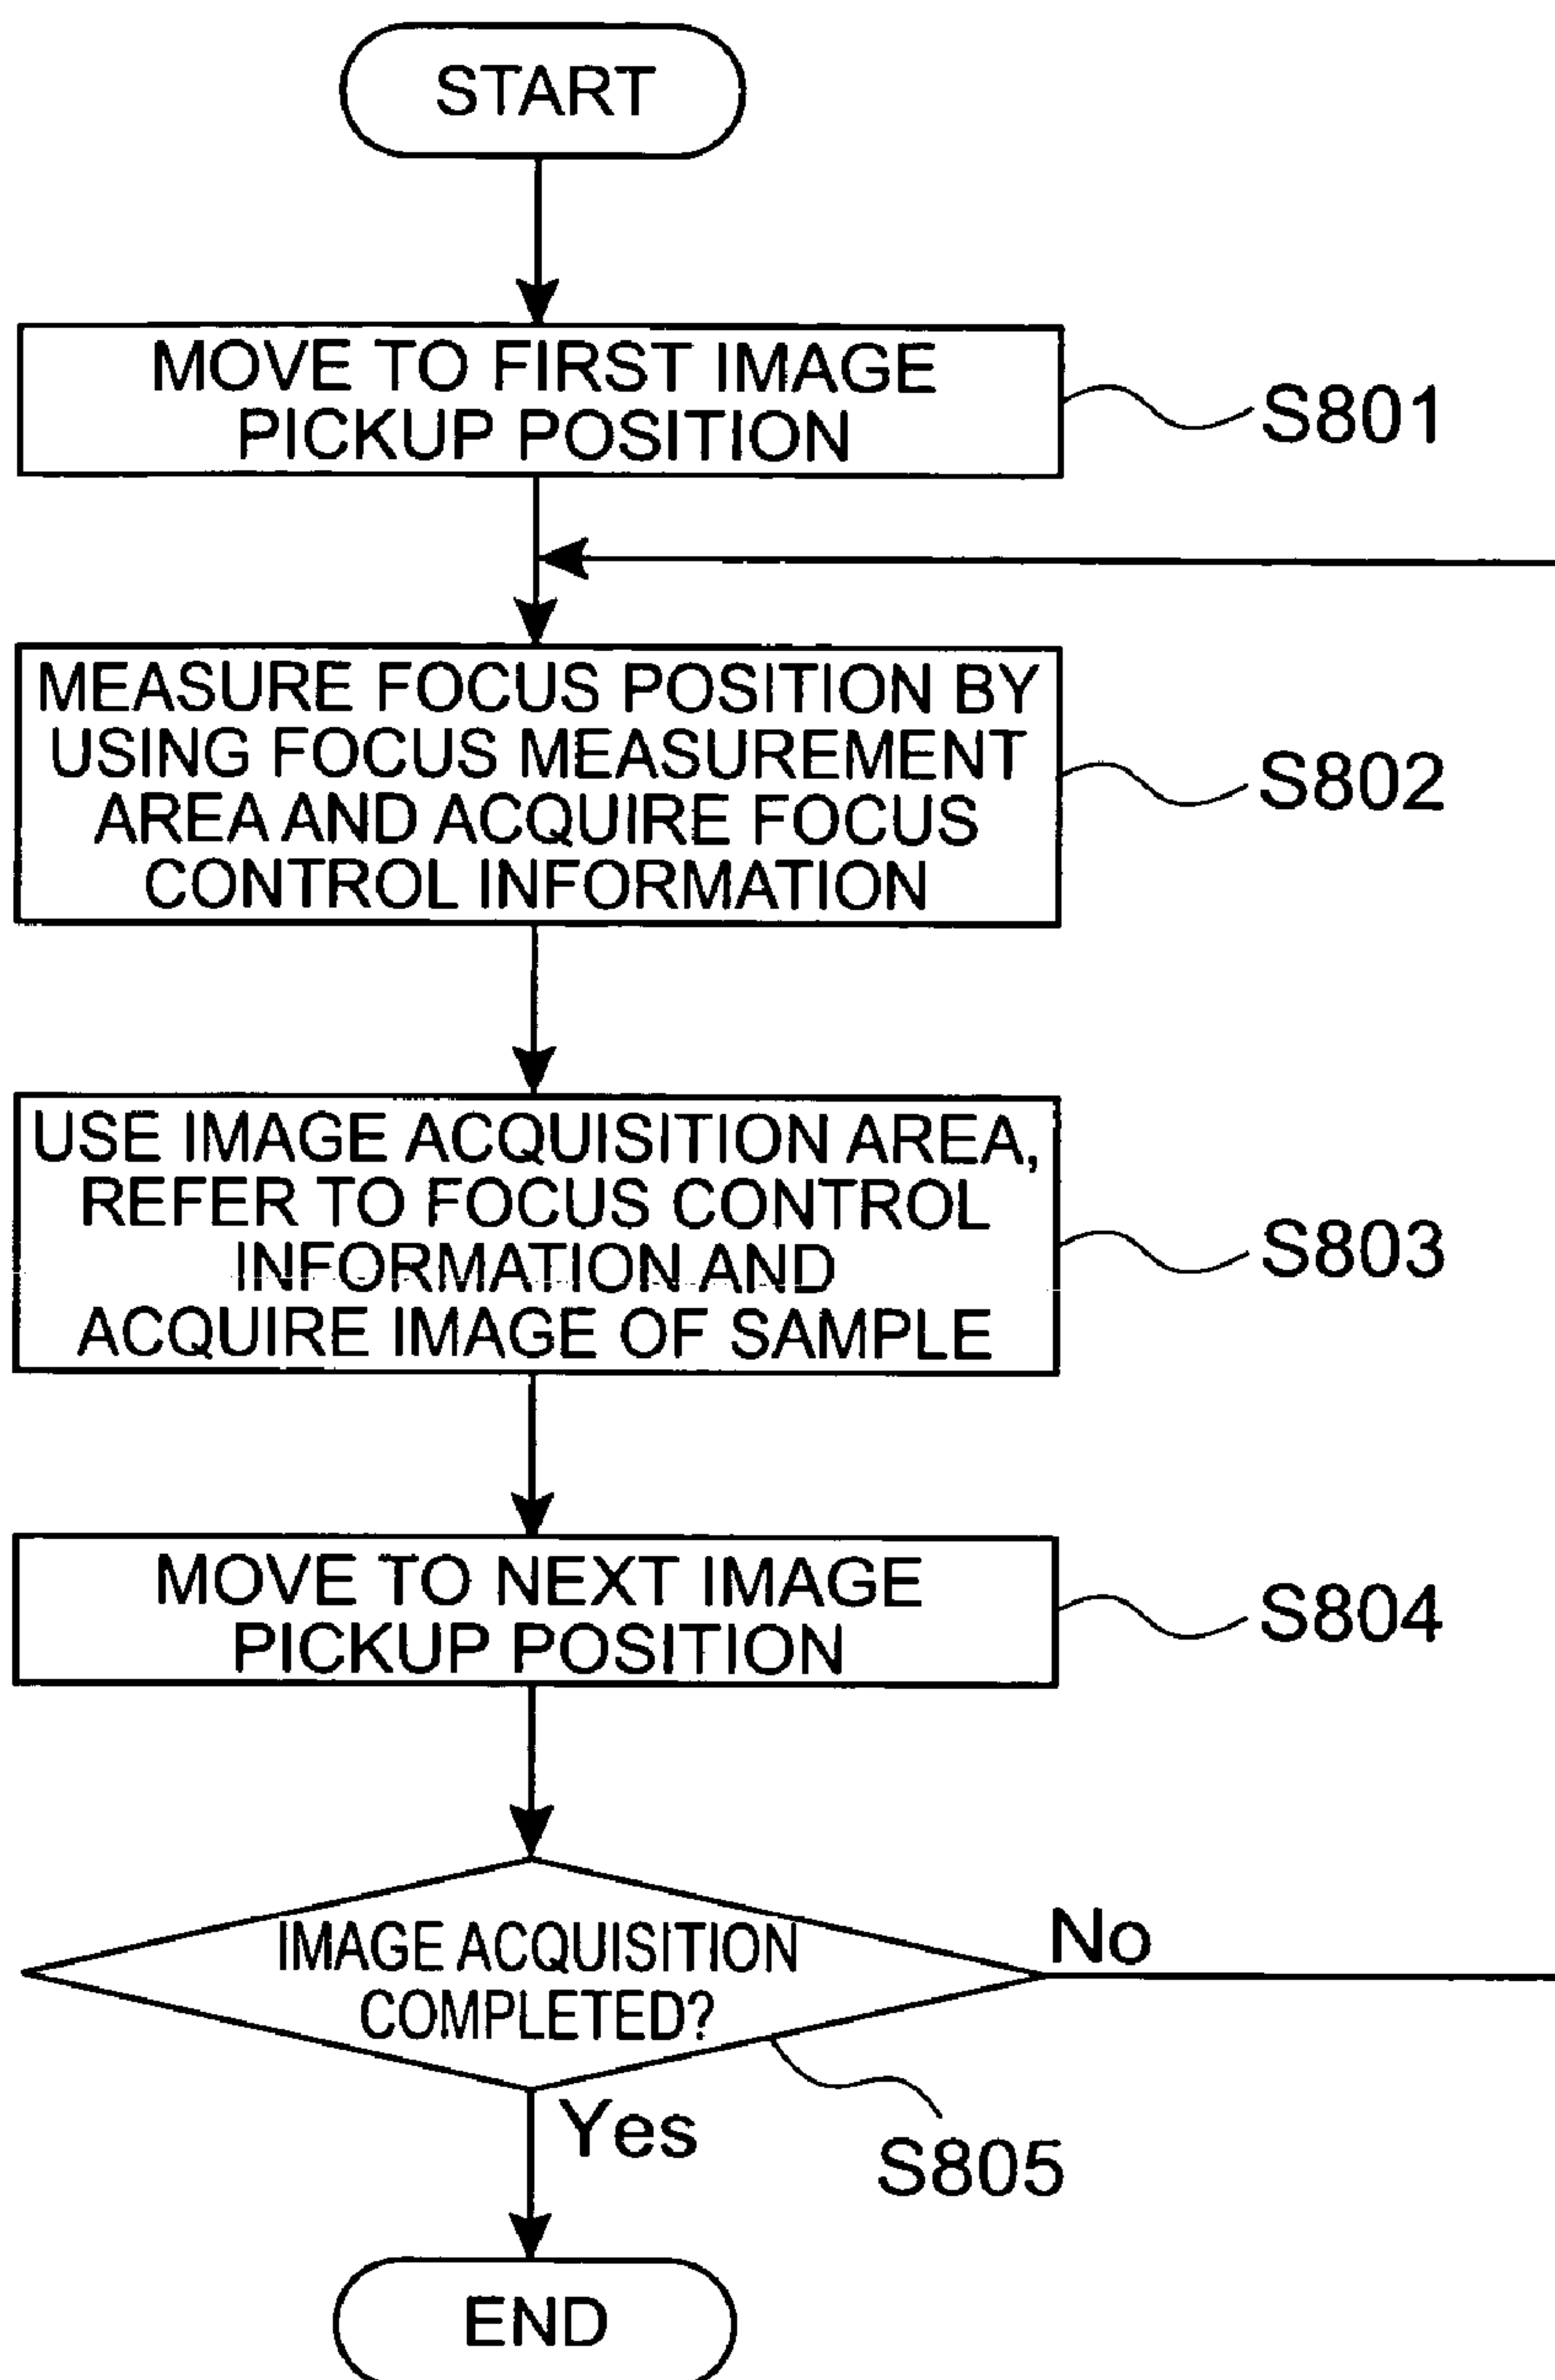 START
MOVE TO FIRST IMAGE
PICKUP POSITION
S801
MEASURE FOCUS POSITION BY
USING FOCUS MEASUREMENT
AREA AND ACQUIRE FOCUS
CONTROL INFORMATION
S802
USE IMAGE ACQUISITION AREA,
REFER TO FOCUS CONTROL
INFORMATION AND
ACQUIRE IMAGE OF SAMPLE
S803
MOVE TO NEXT IMAGE
PICKUP POSITION
S804
IMAGE ACQUISITION
COMPLETED?
No
Yes
S805
END